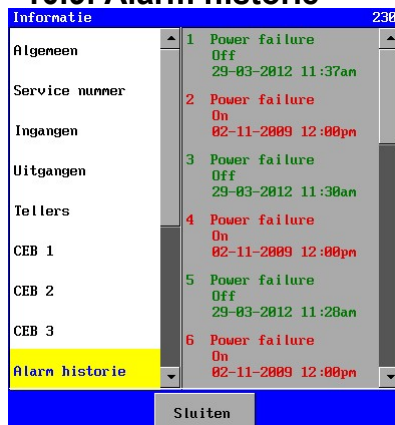 Informatie 230
Algemeen
Service nummer
Ingangen
Uitgangen
Tellers
CEB 1
CEB 2
CEB 3
Alarm historie
1 Power failure
Off
29-03-2012 11:37am
2 Power failure
On
02-11-2009 12:00pm
3 Power failure
Off
29-03-2012 11:30am
4 Power failure
On
02-11-2009 12:00pm
5 Power failure
Off
29-03-2012 11:28am
6 Power failure
On
02-11-2009 12:00pm
Sluiten